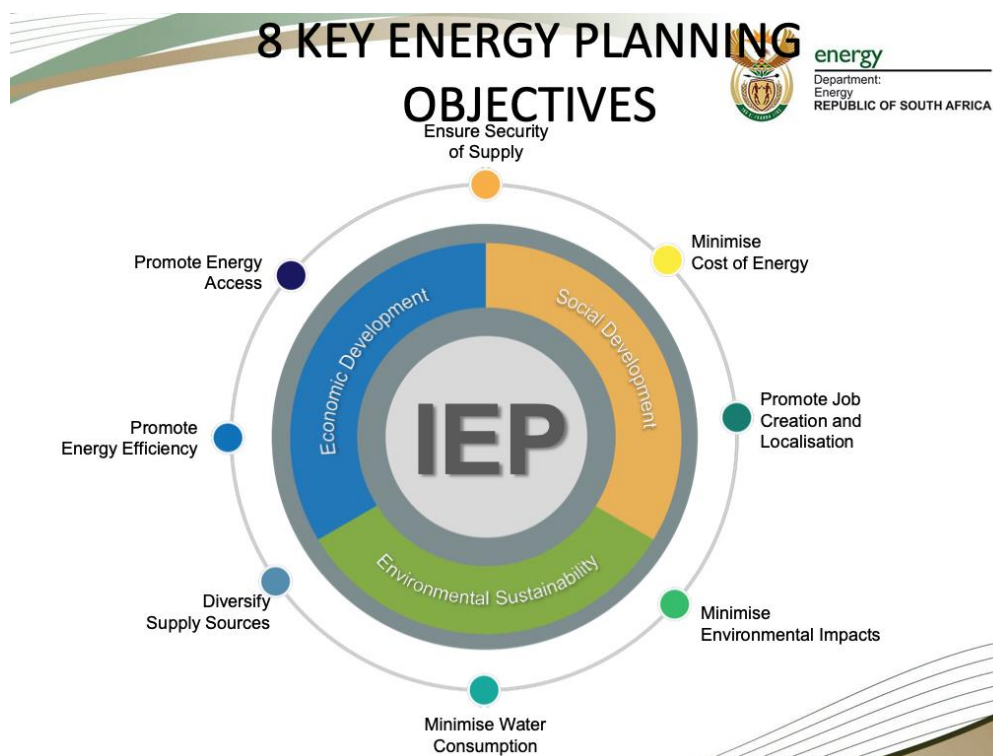 8 KEY ENERGY PLANNING
OBJECTIVES
energy
Department:
Energy
REPUBLIC OF SOUTH AFRICA
Ensure Security
of Supply
Minimise
Cost of Energy
Promote Job
Creation and
Localisation
Minimise
Environmental Impacts
Minimise Water
Consumption
Diversify
Supply Sources
Promote
Energy Efficiency
Promote Energy
Access
Economic Development
Social Development
Environmental Sustainability
IEP